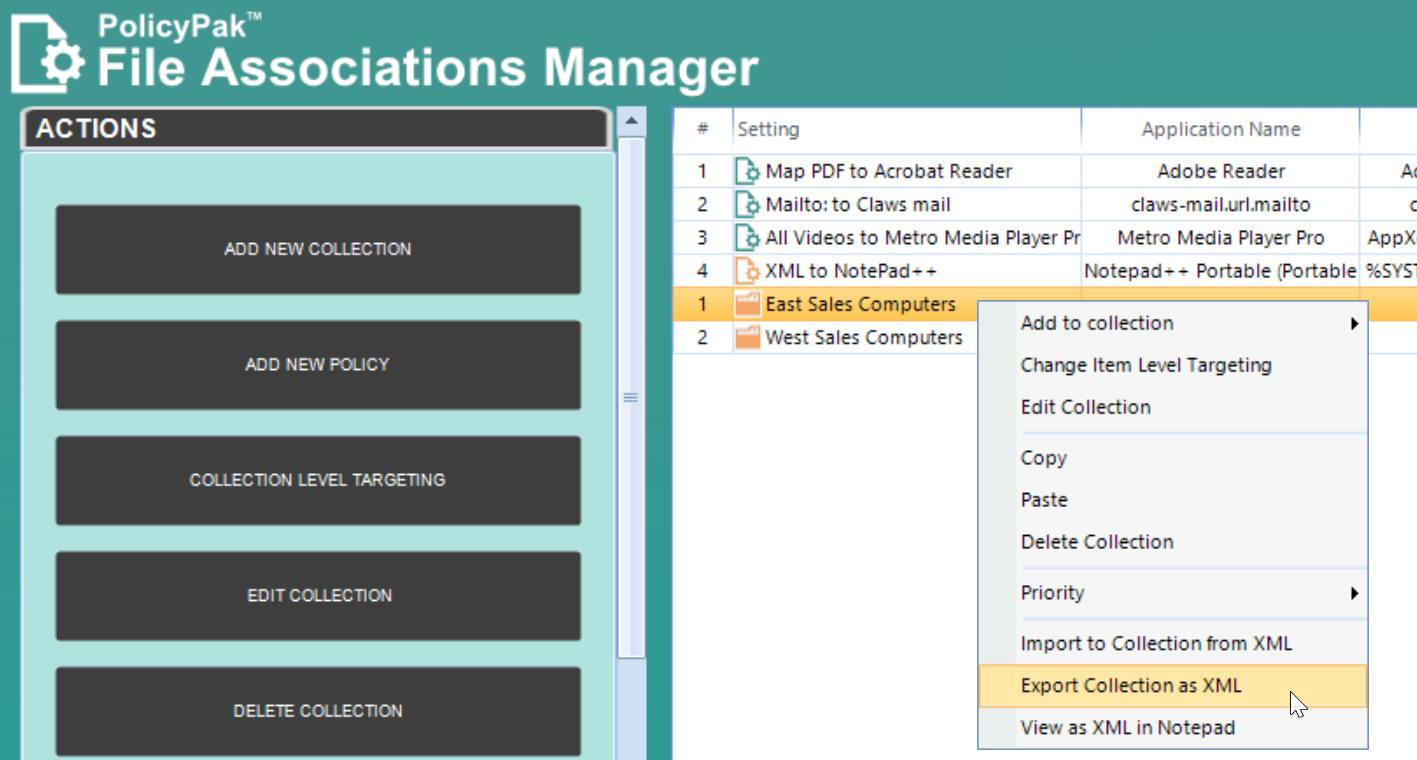 PolicyPak™
File Associations Manager
ACTIONS
ADD NEW COLLECTION
ADD NEW POLICY
COLLECTION LEVEL TARGETING
EDIT COLLECTION
DELETE COLLECTION
# Setting Application Name
1 Map PDF to Acrobat Reader Adobe Reader Ac
2 Mailto: to Claws mail claws-mail.url.mailto c
3 All Videos to Metro Media Player Pr Metro Media Player Pro AppX
4 XML to NotePad++ Notepad++ Portable (Portable %SYST
1 East Sales Computers
2 West Sales Computers
Add to collection
Change Item Level Targeting
Edit Collection
Copy
Paste
Delete Collection
Priority
Import to Collection from XML
Export Collection as XML
View as XML in Notepad